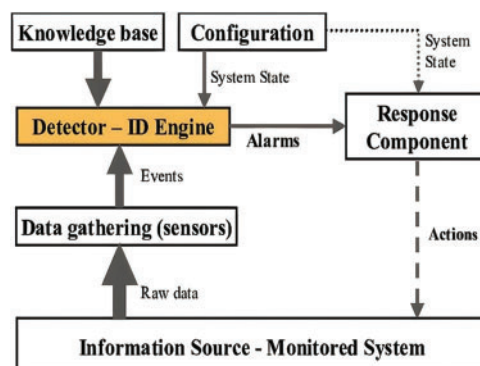 Knowledge base
Configuration
System State
System
State
Detector – ID Engine
Alarms
Response
Component
Events
Data gathering (sensors)
Actions
Raw data
Information Source - Monitored System